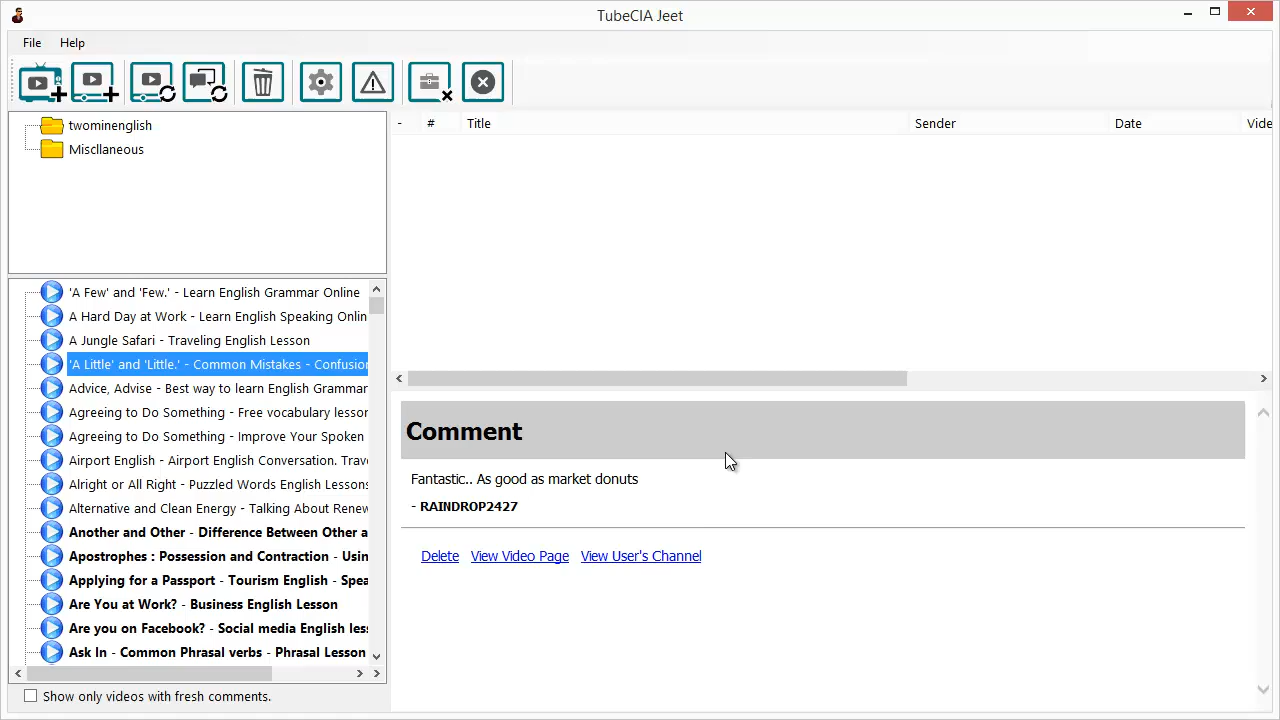 TubeCIA Jeet
File Help
twominenglish
Miscllaneous
- # Title Sender Date Vide
'A Few' and 'Few.' - Learn English Grammar Online
A Hard Day at Work - Learn English Speaking Onlin
A Jungle Safari - Traveling English Lesson
'A Little' and 'Little.' - Common Mistakes - Confusion
Advice, Advise - Best way to learn English Grammar
Agreeing to Do Something - Free vocabulary lesson
Agreeing to Do Something - Improve Your Spoken
Airport English - Airport English Conversation. Trave
Alright or All Right - Puzzled Words English Lessons
Alternative and Clean Energy - Talking About Renew
Another and Other - Difference Between Other a
Apostrophes : Possession and Contraction - Usin
Applying for a Passport - Tourism English - Spea
Are You at Work? - Business English Lesson
Are you on Facebook? - Social media English less
Ask In - Common Phrasal verbs - Phrasal Lesson
Show only videos with fresh comments.
Comment
Fantastic.. As good as market donuts
- RAINDROP2427
Delete View Video Page View User's Channel